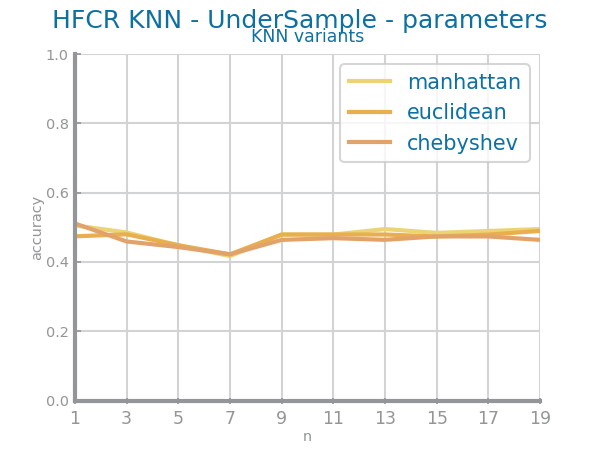 HFCR KNN - UnderSample - parameters
KNN variants
manhattan
euclidean
chebyshev
accuracy
1.0
0.8
0.6
0.4
0.2
0.0
1 3 5 7 9 11 13 15 17 19
n